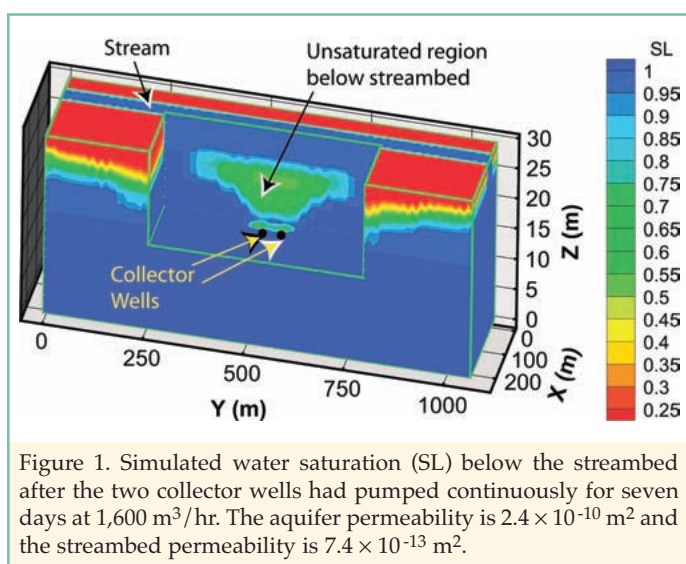 Stream
Unsaturated region
below streambed
Collector
Wells
SL
1
0.95
0.9
0.85
0.8
0.75
0.7
0.65
0.6
0.55
0.5
0.45
0.4
0.35
0.3
0.25
30
25
20
15
10
5
0
Z (m)
0
100
200
X (m)
0
250
500
750
1000
Y (m)
Figure 1. Simulated water saturation (SL) below the streambed
after the two collector wells had pumped continuously for seven
days at 1,600 m³/hr. The aquifer permeability is 2.4 × 10⁻¹⁰ m² and
the streambed permeability is 7.4 × 10⁻¹³ m².